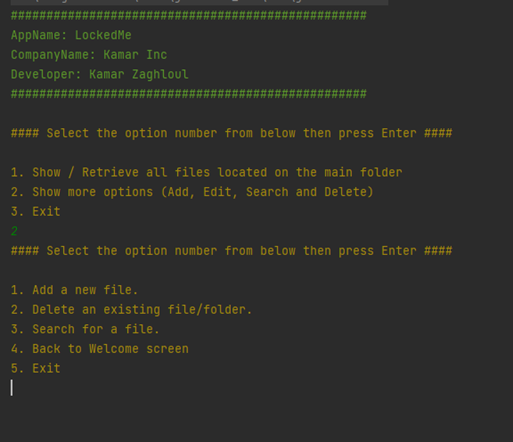 ##################################################
AppName: LockedMe
CompanyName: Kamar Inc
Developer: Kamar Zaghloul
##################################################
#### Select the option number from below then press Enter ####
1. Show / Retrieve all files located on the main folder
2. Show more options (Add, Edit, Search and Delete)
3. Exit
2
#### Select the option number from below then press Enter ####
1. Add a new file.
2. Delete an existing file/folder.
3. Search for a file.
4. Back to Welcome screen
5. Exit